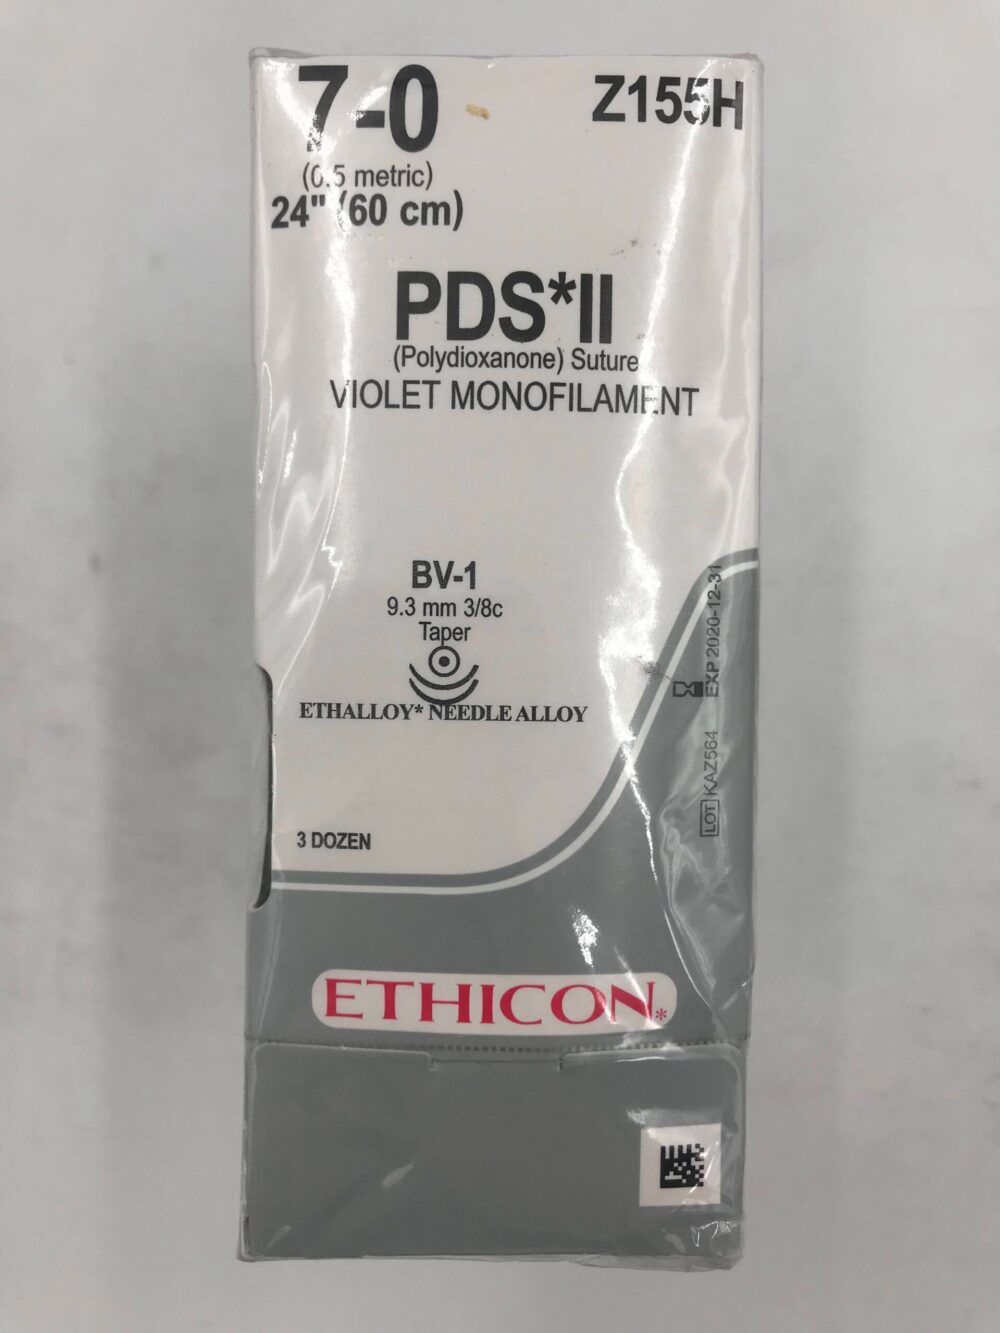 7-0
Z155H
(0.5 metric)
24" (60 cm)
PDS*II
(Polydioxanone) Suture
VIOLET MONOFILAMENT
BV-1
9.3 mm 3/8c
Taper
ETHALLOY* NEEDLE ALLOY
EXP 2020-12-31
LOT KAZ564
3 DOZEN
ETHICON*